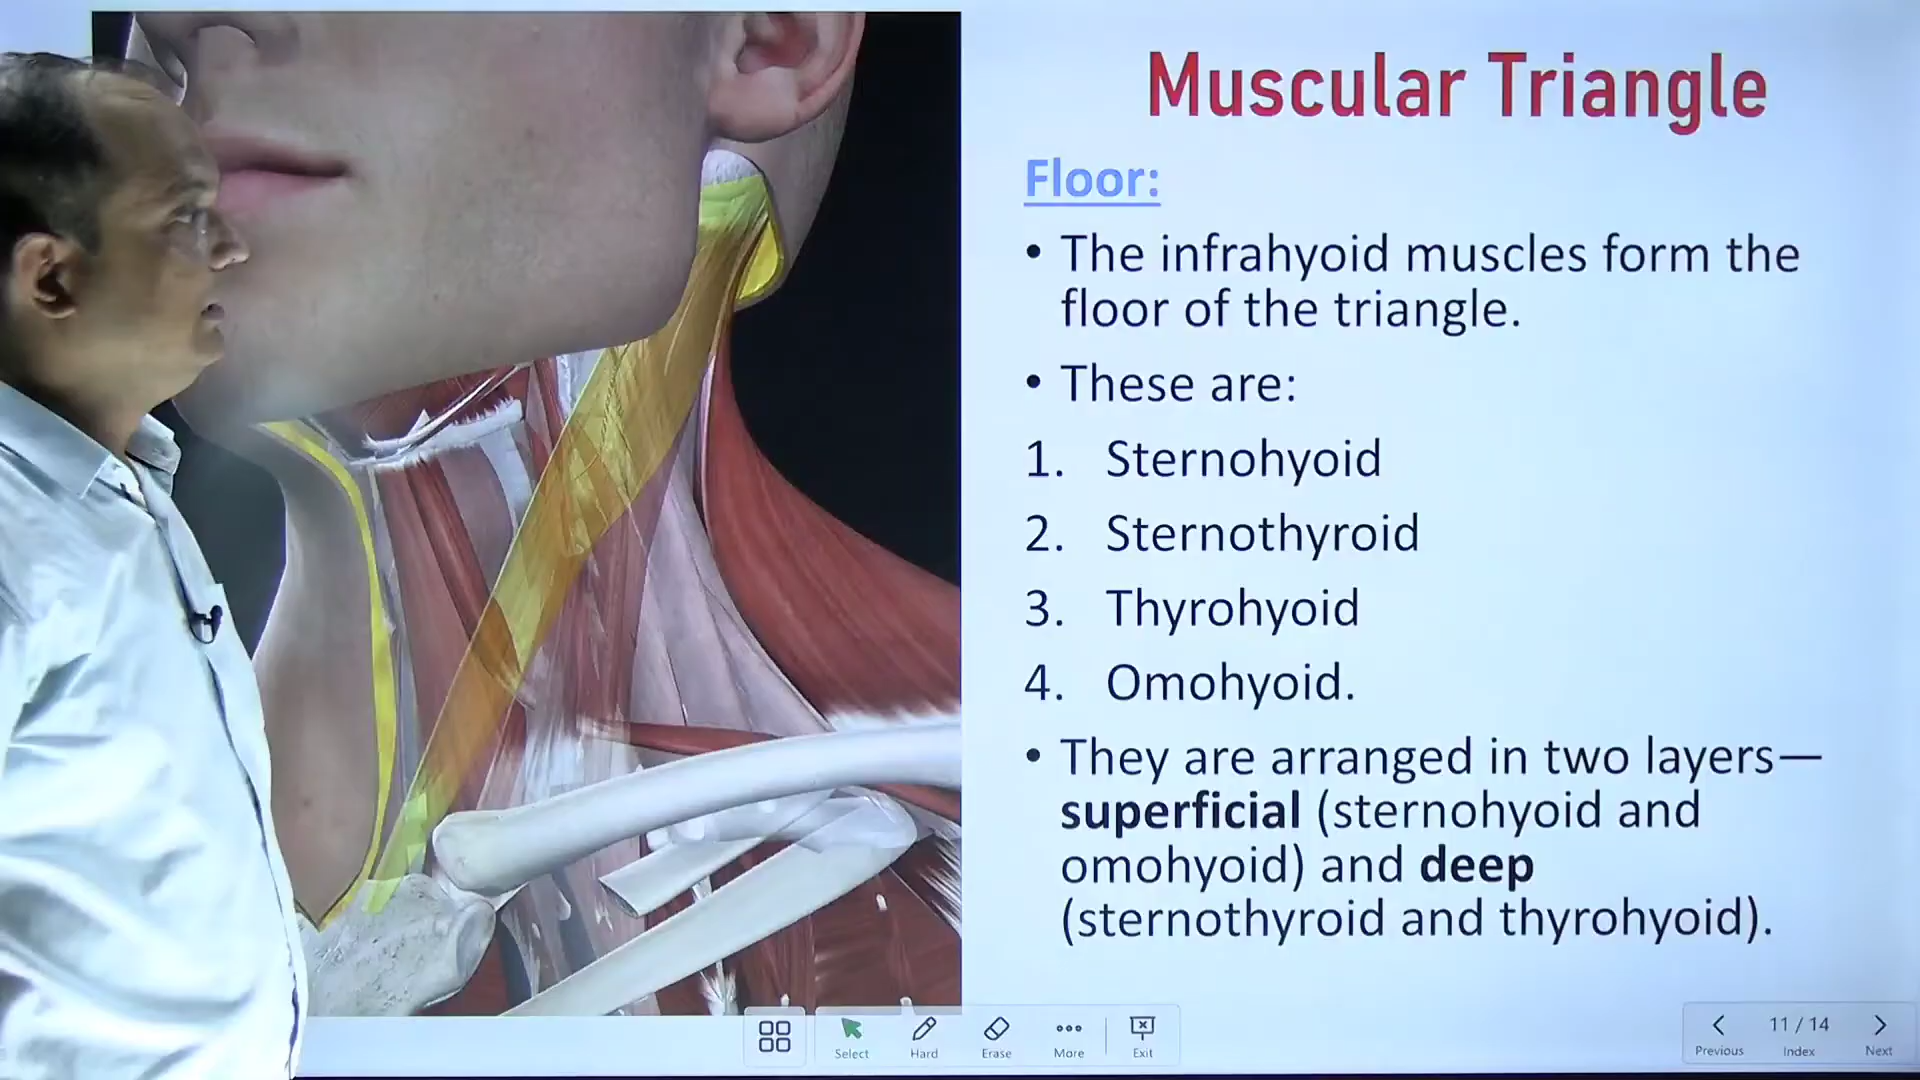 Muscular Triangle
Floor:
• The infrahyoid muscles form the
floor of the triangle.
• These are:
1. Sternohyoid
2. Sternothyroid
3. Thyrohyoid
4. Omohyoid.
• They are arranged in two layers—
superficial (sternohyoid and
omohyoid) and deep
(sternothyroid and thyrohyoid).
Select Hard Erase More Exit
11 / 14
Previous Index Next